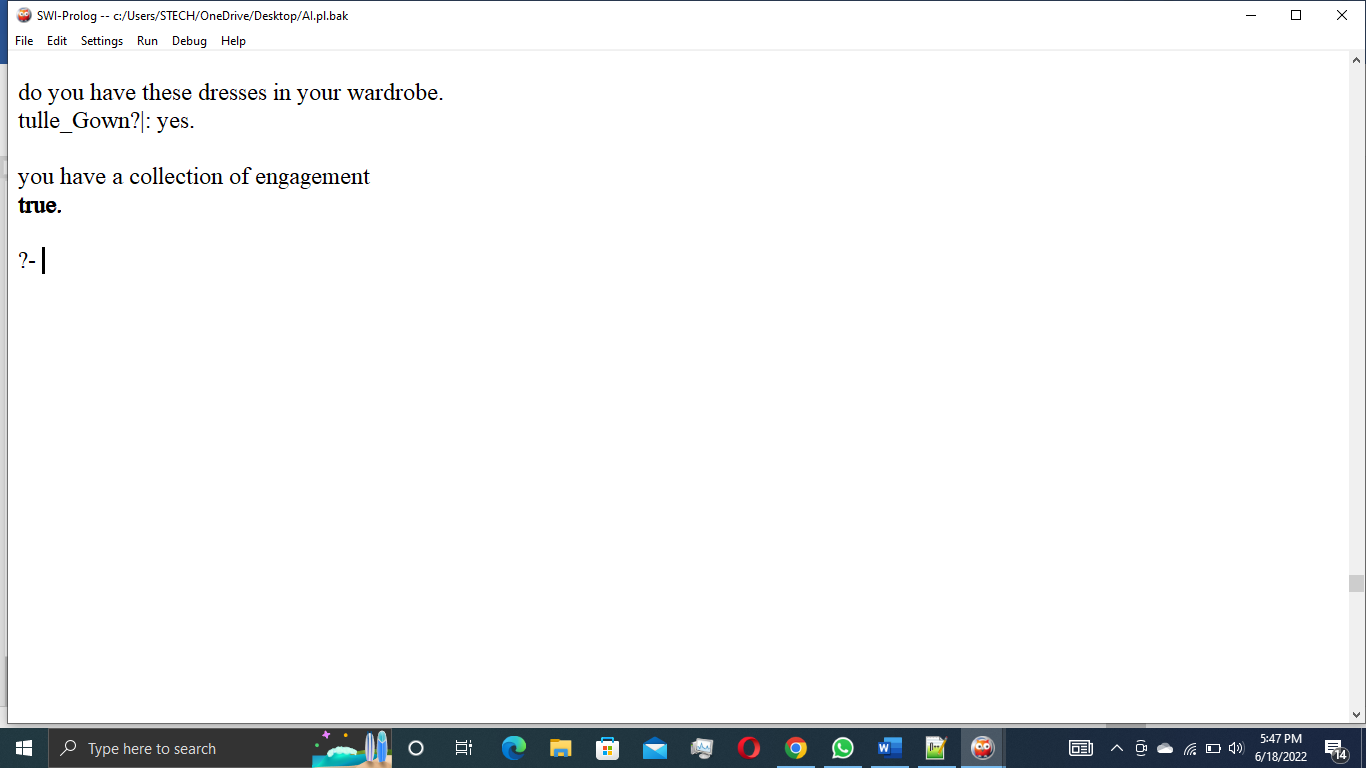 SWI-Prolog -- c:/Users/STECH/OneDrive/Desktop/AI.pl.bak
File Edit Settings Run Debug Help
do you have these dresses in your wardrobe.
tulle_Gown?|: yes.
you have a collection of engagement
true.
?-
Type here to search
5:47 PM
6/18/2022
14